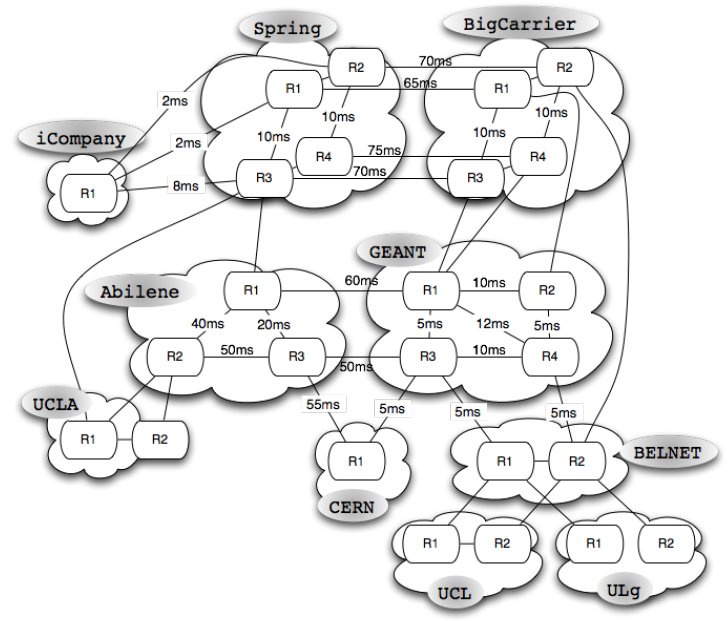 Spring
BigCarrier
R2
70ms
R2
R1
65ms
R1
2ms
10ms
10ms
iCompany
2ms
10ms
10ms
R4
75ms
R4
R1
8ms
R3
70ms
R3
GEANT
Abilene
R1
60ms
R1
10ms
R2
40ms
20ms
5ms
12ms
5ms
R2
50ms
R3
50ms
R3
10ms
R4
UCLA
55ms
5ms
5ms
5ms
R1
R2
R1
R1
R2
BELNET
CERN
R1
R2
R1
R2
UCL
ULg